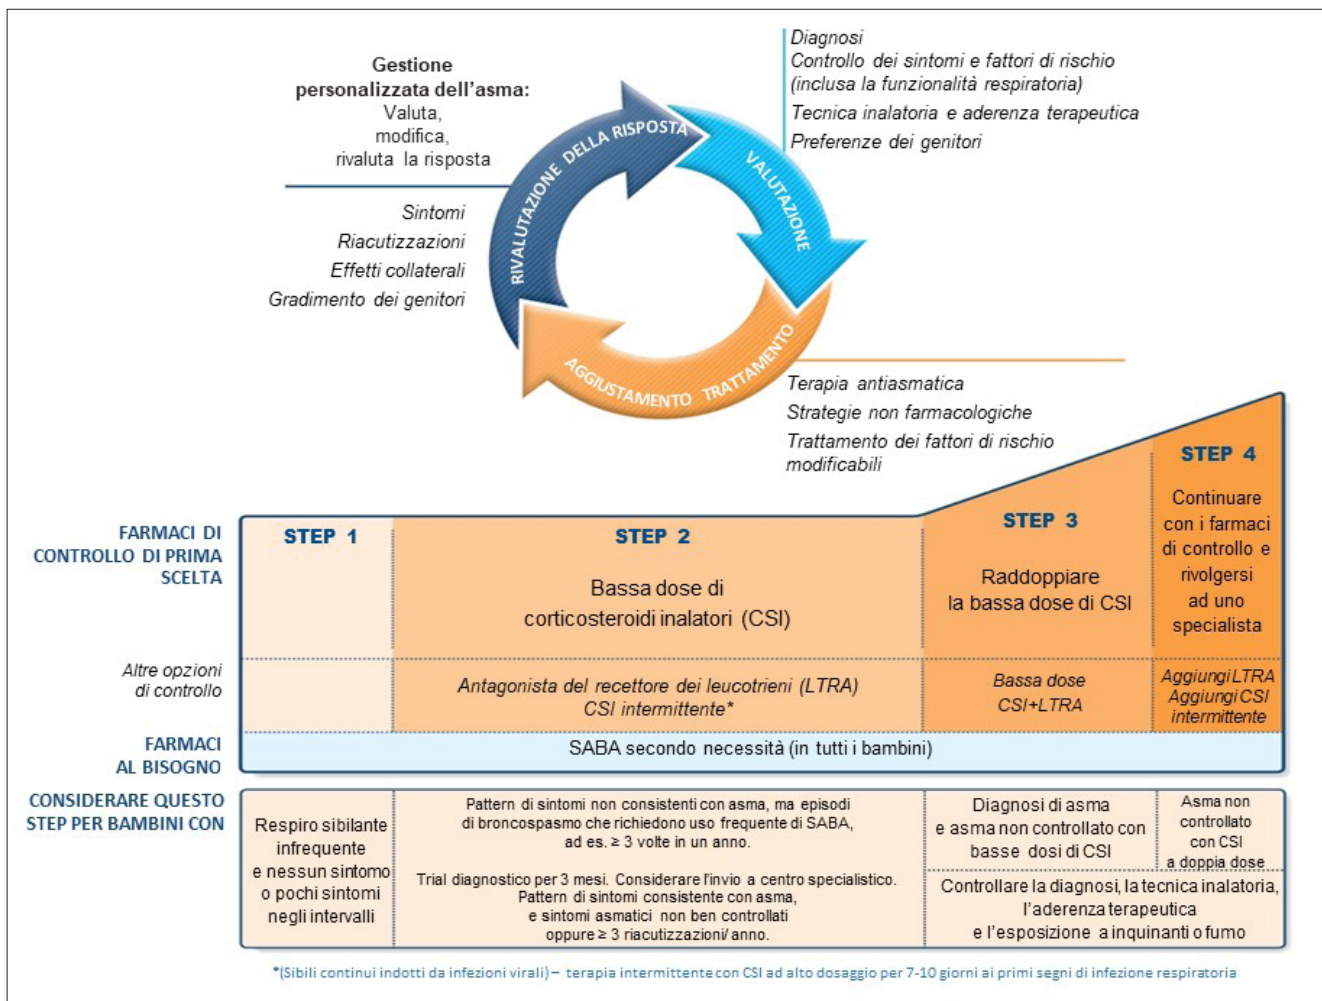 Gestione
personalizzata dell'asma:
Valuta,
modifica,
rivaluta la risposta
Diagnosi
Controllo dei sintomi e fattori di rischio
(inclusa la funzionalità respiratoria)
Tecnica inalatoria e aderenza terapeutica
Preferenze dei genitori
RIVALUTAZIONE DELLA RISPOSTA
VALUTAZIONE
AGGIUSTAMENTO TRATTAMENTO
Sintomi
Riacutizzazioni
Effetti collaterali
Gradimento dei genitori
Terapia antiasmatica
Strategie non farmacologiche
Trattamento dei fattori di rischio
modificabili
FARMACI DI
CONTROLLO DI PRIMA
SCELTA
STEP 1
STEP 2
Bassa dose di
corticosteroidi inalatori (CSI)
STEP 3
Raddoppiare
la bassa dose di CSI
STEP 4
Continuare
con i farmaci
di controllo e
rivolgersi
ad uno
specialista
Altre opzioni
di controllo
Antagonista del recettore dei leucotrieni (LTRA)
CSI intermittente*
Bassa dose
CSI+LTRA
Aggiungi LTRA
Aggiungi CSI
intermittente
FARMACI
AL BISOGNO
SABA secondo necessità (in tutti i bambini)
CONSIDERARE QUESTO
STEP PER BAMBINI CON
Respiro sibilante
infrequente
e nessun sintomo
o pochi sintomi
negli intervalli
Pattern di sintomi non consistenti con asma, ma episodi
di broncospasmo che richiedono uso frequente di SABA,
ad es. ≥ 3 volte in un anno.
Trial diagnostico per 3 mesi. Considerare l'invio a centro specialistico.
Pattern di sintomi consistente con asma,
e sintomi asmatici non ben controllati
oppure ≥ 3 riacutizzazioni/anno.
Diagnosi di asma
e asma non controllato con
basse dosi di CSI
Asma non
controllato
con CSI
a doppia dose
Controllare la diagnosi, la tecnica inalatoria,
l'aderenza terapeutica
e l'esposizione a inquinanti o fumo
*(Sibili continui indotti da infezioni virali) – terapia intermittente con CSI ad alto dosaggio per 7-10 giorni ai primi segni di infezione respiratoria